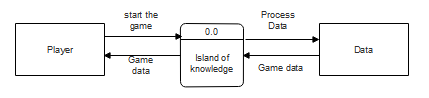 start the
game
Process
Data
0.0
Player
Island of
knowledge
Data
Game
data
Game data